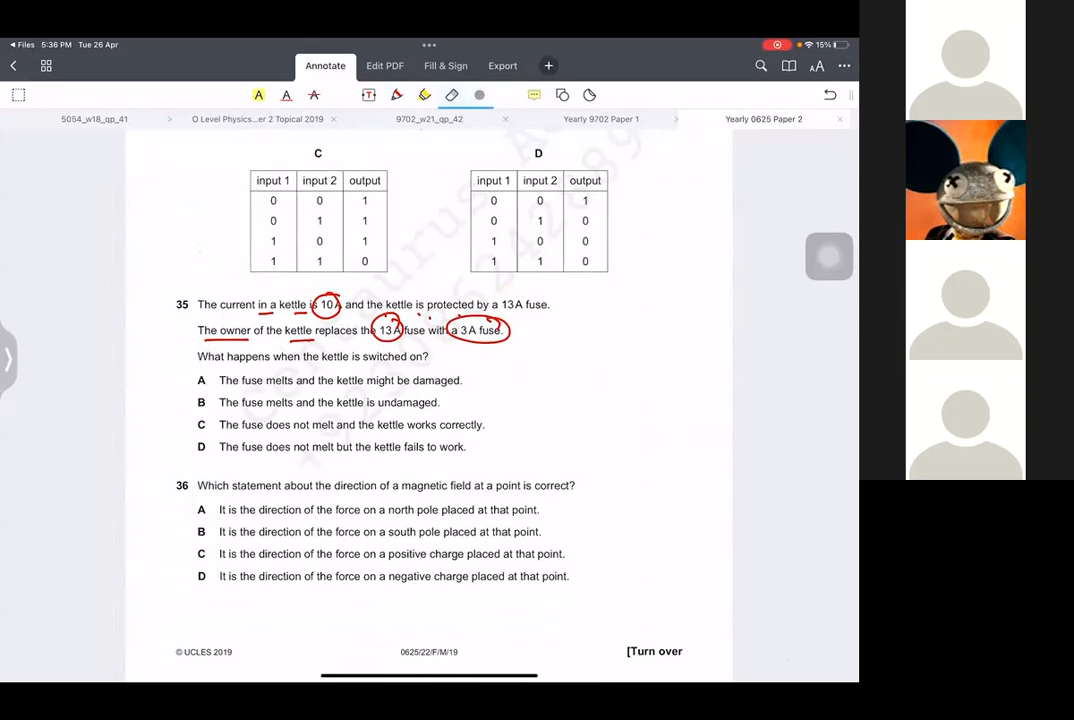 Files 5:36 PM Tue 26 Apr
15%
Annotate Edit PDF Fill & Sign Export
5054_w18_qp_41
O Level Physics...er 2 Topical 2019
9702_w21_qp_42
Yearly 9702 Paper 1
Yearly 0625 Paper 2
C
D
input 1 input 2 output
0 0 1
0 1 1
1 0 1
1 1 0
input 1 input 2 output
0 0 1
0 1 0
1 0 0
1 1 0
35 The current in a kettle is 10 A and the kettle is protected by a 13 A fuse.
The owner of the kettle replaces the 13 A fuse with a 3 A fuse.
What happens when the kettle is switched on?
A The fuse melts and the kettle might be damaged.
B The fuse melts and the kettle is undamaged.
C The fuse does not melt and the kettle works correctly.
D The fuse does not melt but the kettle fails to work.
36 Which statement about the direction of a magnetic field at a point is correct?
A It is the direction of the force on a north pole placed at that point.
B It is the direction of the force on a south pole placed at that point.
C It is the direction of the force on a positive charge placed at that point.
D It is the direction of the force on a negative charge placed at that point.
© UCLES 2019
0625/22/F/M/19
[Turn over